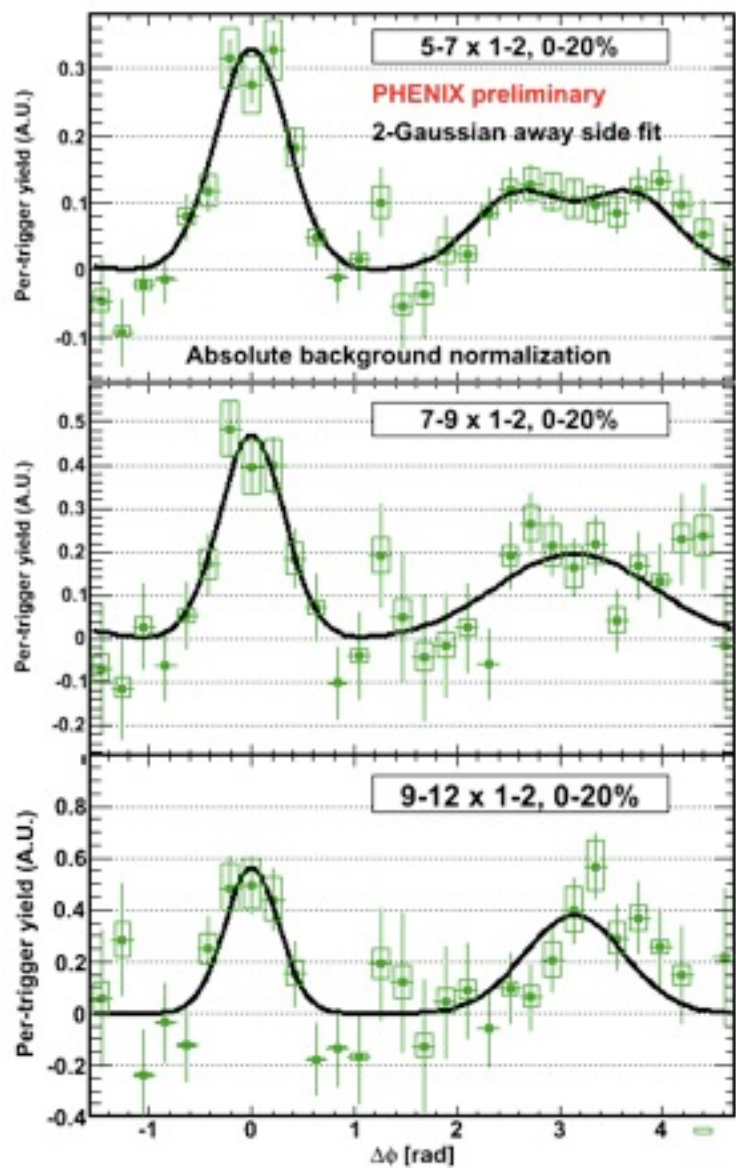 5-7 x 1-2, 0-20%
PHENIX preliminary
2-Gaussian away side fit
Per-trigger yield (A.U.)
0.3
0.2
0.1
0
-0.1
Absolute background normalization
7-9 x 1-2, 0-20%
Per-trigger yield (A.U.)
0.5
0.4
0.3
0.2
0.1
0
-0.1
-0.2
9-12 x 1-2, 0-20%
Per-trigger yield (A.U.)
0.8
0.6
0.4
0.2
0
-0.2
-0.4
-1 0 1 2 3 4
Δϕ [rad]